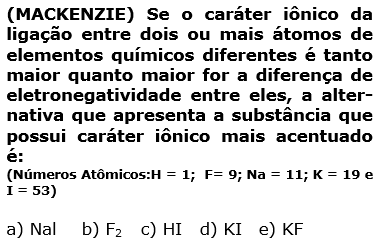 (MACKENZIE) Se o caráter iônico da
ligação entre dois ou mais átomos de
elementos químicos diferentes é tanto
maior quanto maior for a diferença de
eletronegatividade entre eles, a alter-
nativa que apresenta a substância que
possui caráter iônico mais acentuado
é:
(Números Atômicos:H = 1;  F= 9; Na = 11; K = 19 e
I = 53)
a) NaI    b) F₂   c) HI   d) KI   e) KF